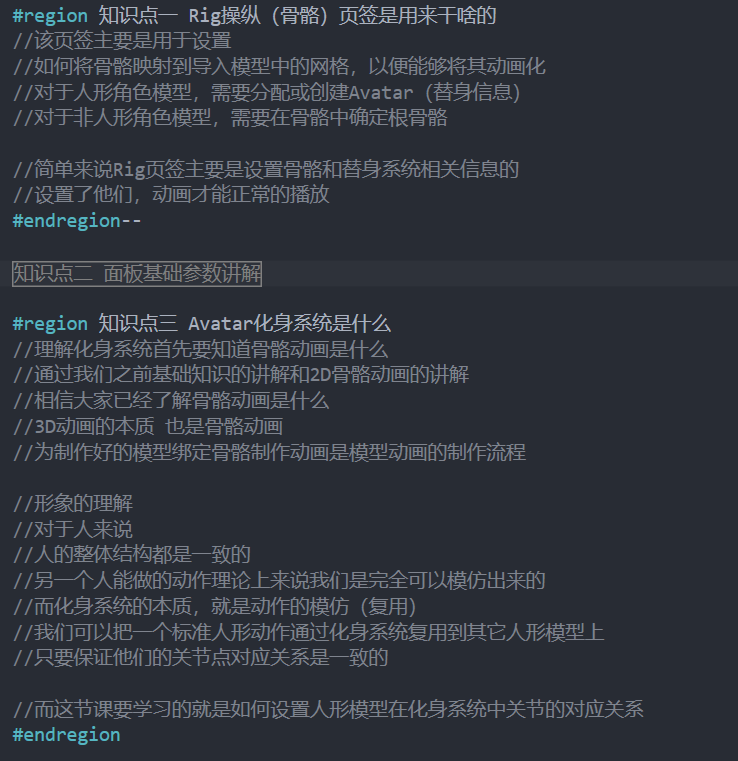 #region 知识点一 Rig操纵（骨骼）页签是用来干啥的
//该页签主要是用于设置
//如何将骨骼映射到导入模型中的网格，以便能够将其动画化
//对于人形角色模型，需要分配或创建Avatar（替身信息）
//对于非人形角色模型，需要在骨骼中确定根骨骼
//简单来说Rig页签主要是设置骨骼和替身系统相关信息的
//设置了他们，动画才能正常的播放
#endregion--
知识点二 面板基础参数讲解
#region 知识点三 Avatar化身系统是什么
//理解化身系统首先要知道骨骼动画是什么
//通过我们之前基础知识的讲解和2D骨骼动画的讲解
//相信大家已经了解骨骼动画是什么
//3D动画的本质 也是骨骼动画
//为制作好的模型绑定骨骼制作动画是模型动画的制作流程
//形象的理解
//对于人来说
//人的整体结构都是一致的
//另一个人能做的动作理论上来说我们是完全可以模仿出来的
//而化身系统的本质，就是动作的模仿（复用）
//我们可以把一个标准人形动作通过化身系统复用到其它人形模型上
//只要保证他们的关节点对应关系是一致的
//而这节课要学习的就是如何设置人形模型在化身系统中关节的对应关系
#endregion